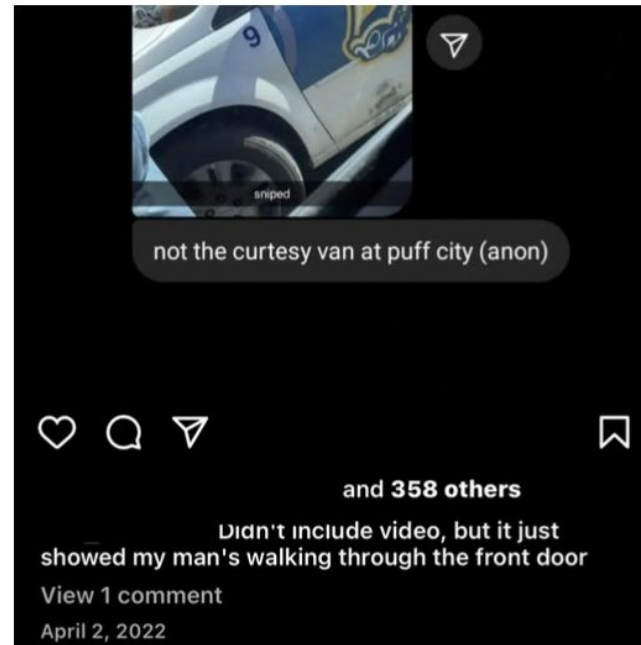 9
sniped
not the curtesy van at puff city (anon)
and 358 others
Didn't include video, but it just
showed my man's walking through the front door
View 1 comment
April 2, 2022